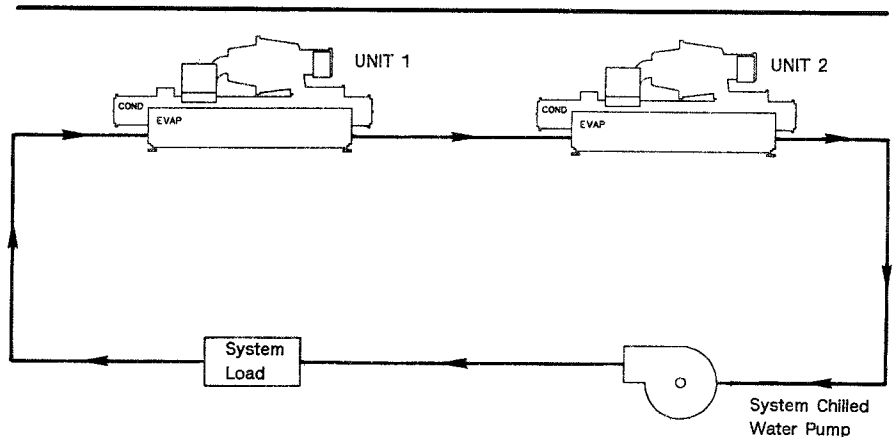 UNIT 1
UNIT 2
COND
EVAP
COND
EVAP
System
Load
System Chilled
Water Pump